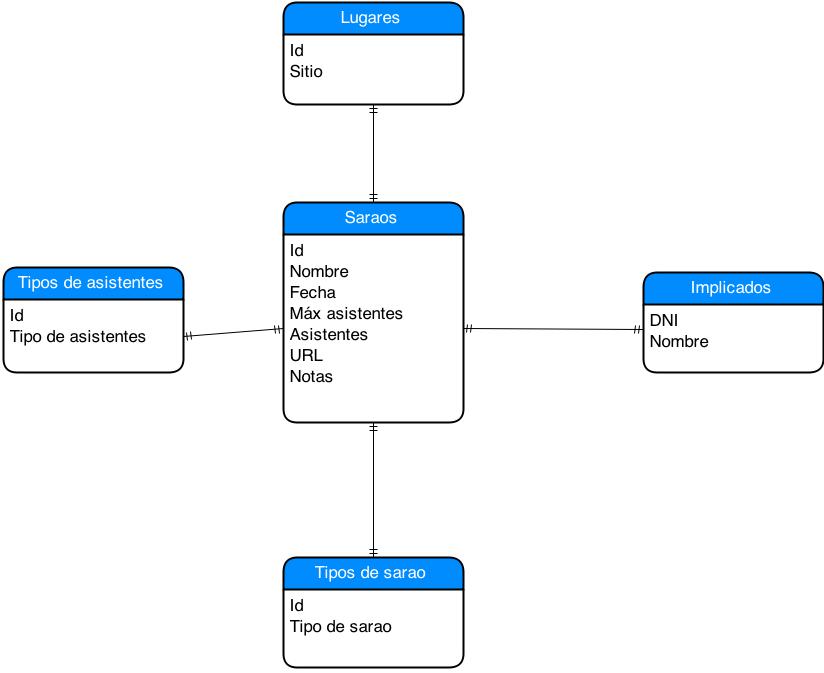 Lugares
Id
Sitio
Saraos
Id
Nombre
Fecha
Máx asistentes
Asistentes
URL
Notas
Tipos de asistentes
Id
Tipo de asistentes
Implicados
DNI
Nombre
Tipos de sarao
Id
Tipo de sarao